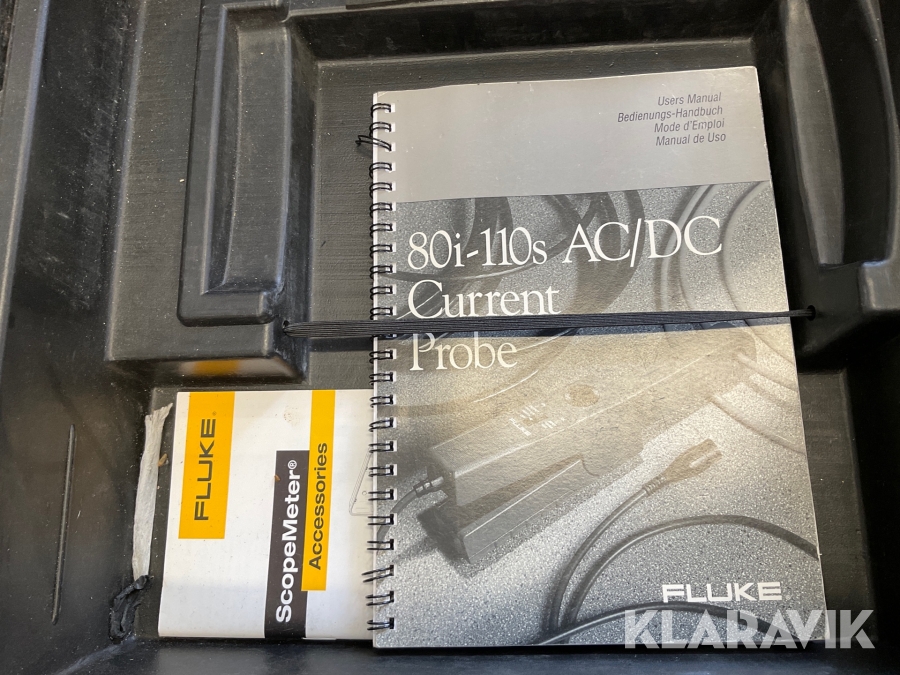 Users Manual
Bedienungs-Handbuch
Mode d'Emploi
Manual de Uso
80i-110s AC/DC
Current
Probe
FLUKE
FLUKE®
ScopeMeter®
Accessories
KLARAVIK